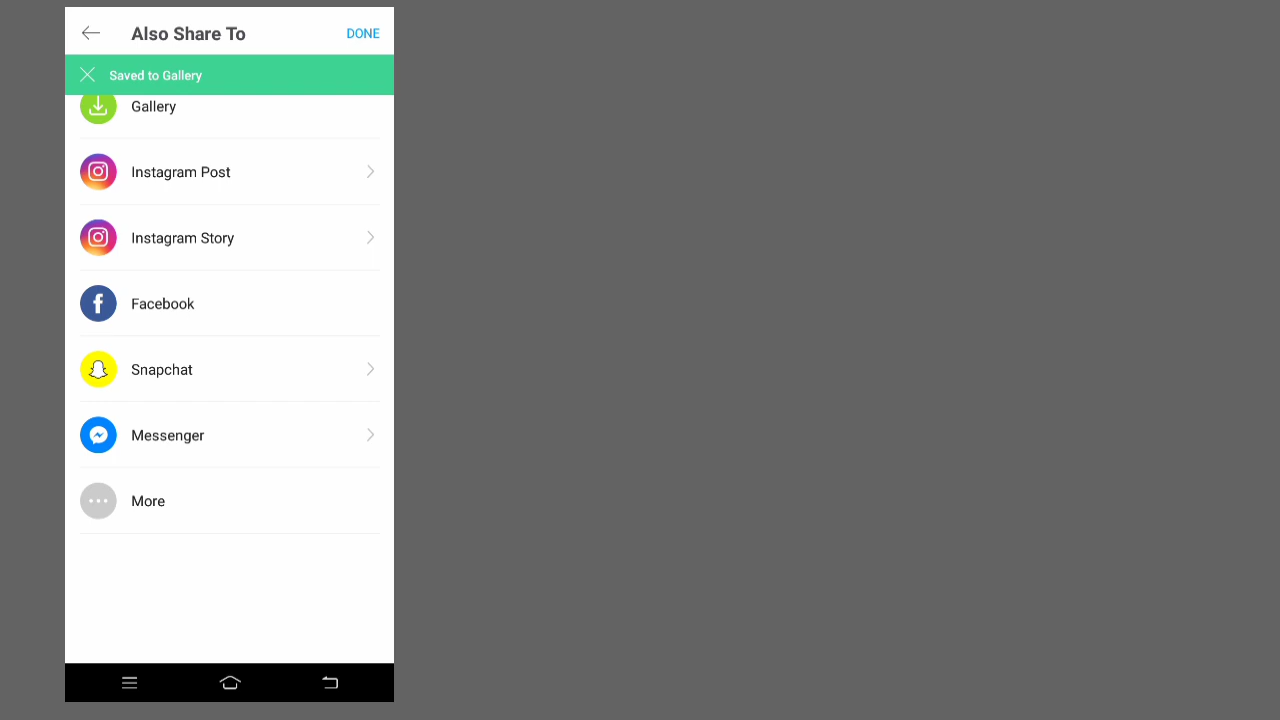 Also Share To
DONE
Saved to Gallery
Gallery
Instagram Post
Instagram Story
Facebook
Snapchat
Messenger
More